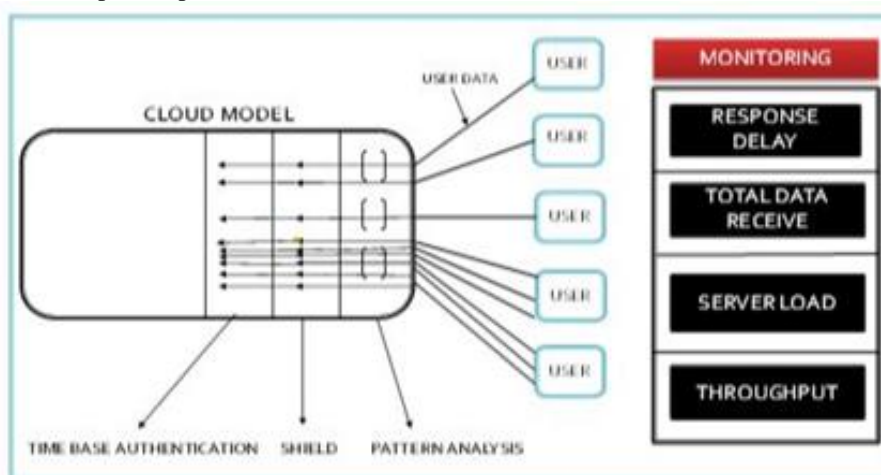 USER
MONITORING
USER DATA
CLOUD MODEL
RESPONSE
DELAY
USER
TOTAL DATA
RECEIVE
USER
SERVER LOAD
USER
USER
THROUGHPUT
TIME BASE AUTHENTICATION
SHIELD
PATTERN ANALYSIS